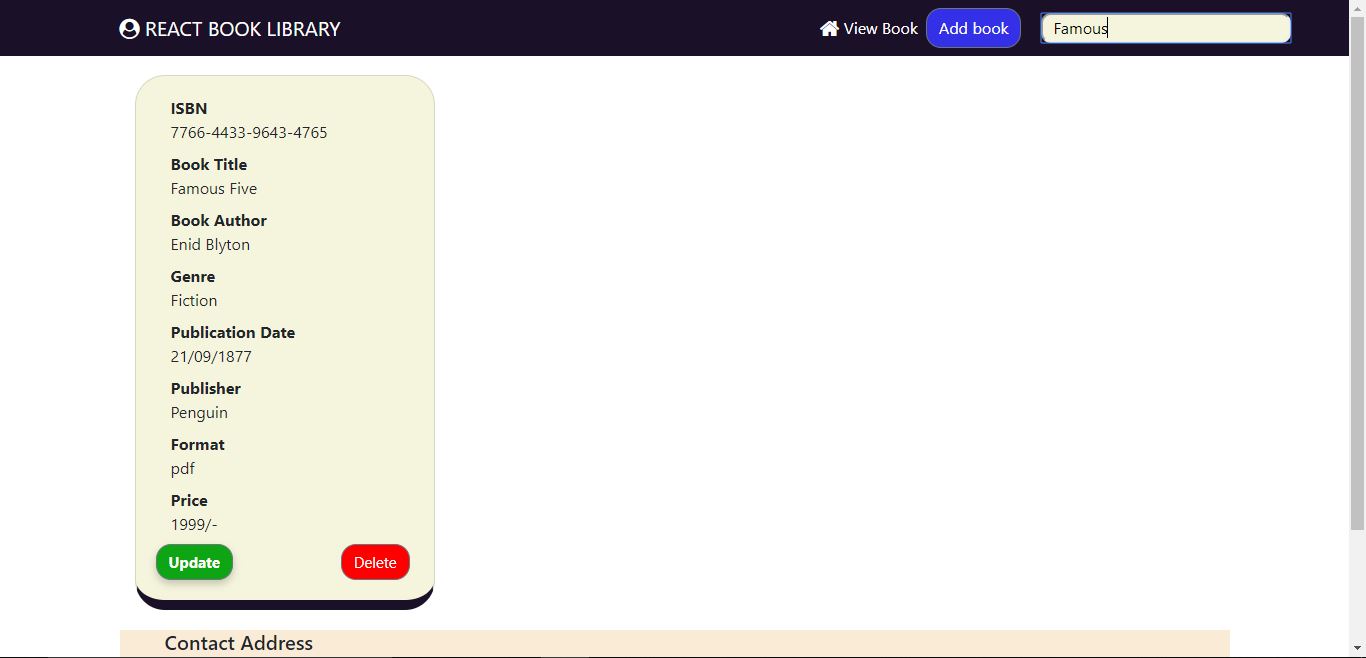 REACT BOOK LIBRARY
View Book
Add book
Famous
ISBN
7766-4433-9643-4765
Book Title
Famous Five
Book Author
Enid Blyton
Genre
Fiction
Publication Date
21/09/1877
Publisher
Penguin
Format
pdf
Price
1999/-
Update
Delete
Contact Address